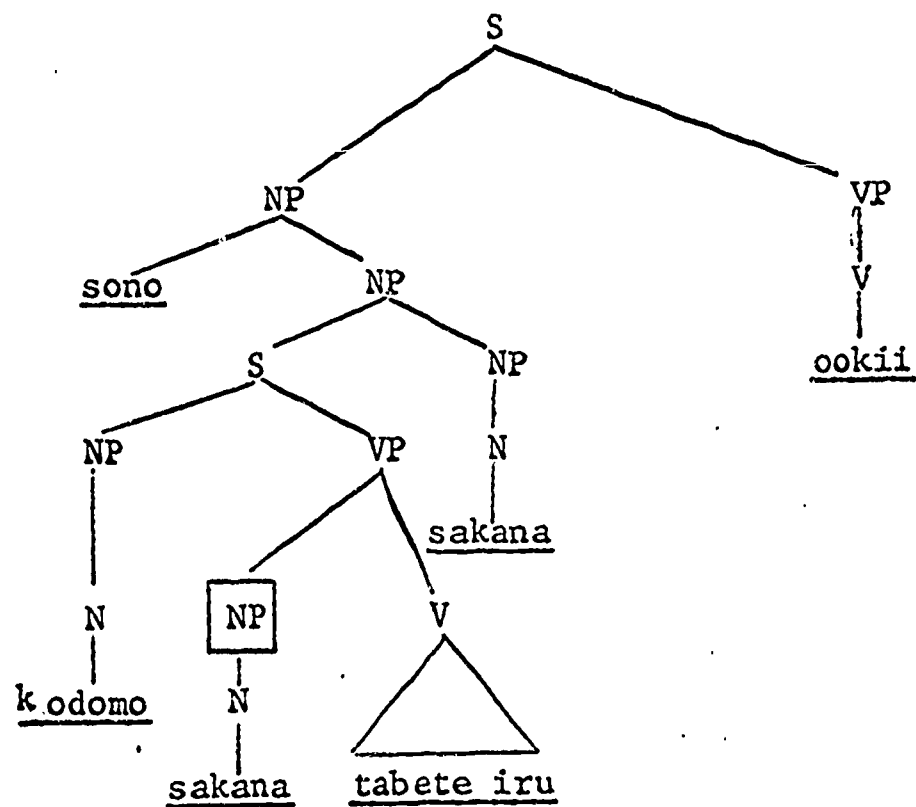 S
NP VP
sono NP V
S NP ookii
NP VP N
sakana
N NP V
kodomo N
sakana tabete iru